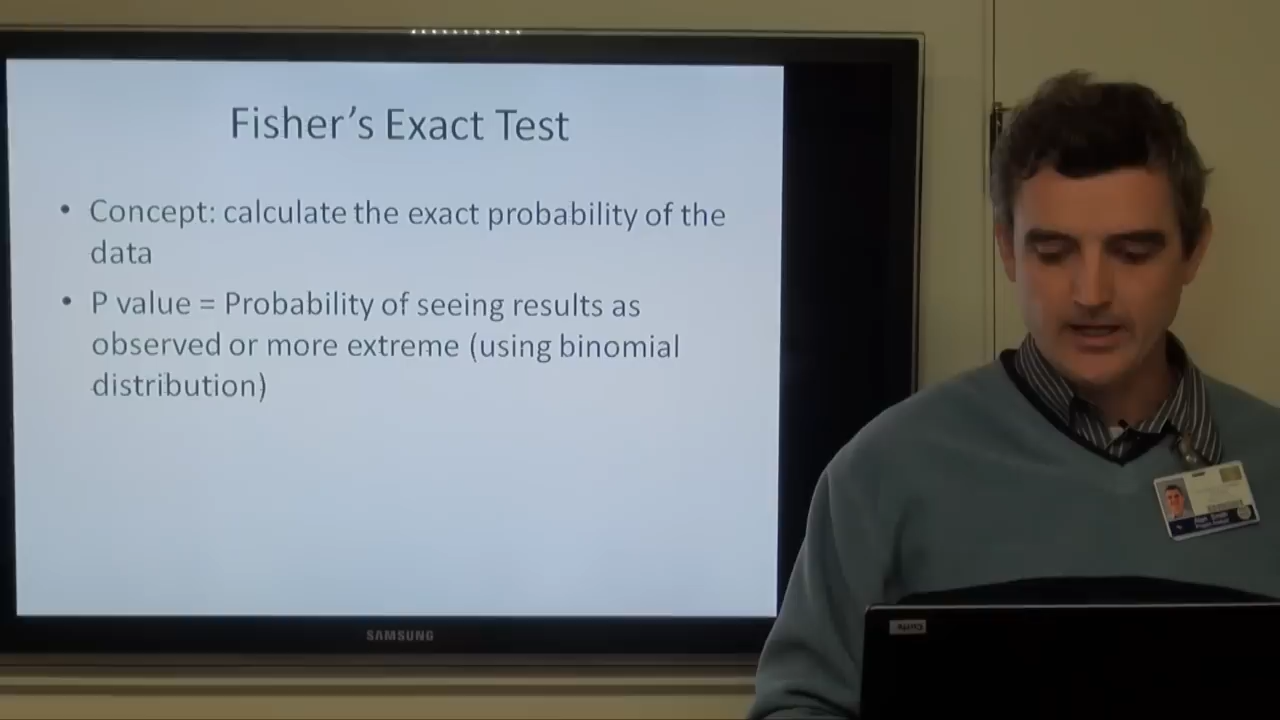 Fisher’s Exact Test
• Concept: calculate the exact probability of the
data
• P value = Probability of seeing results as
observed or more extreme (using binomial
distribution)
SAMSUNG